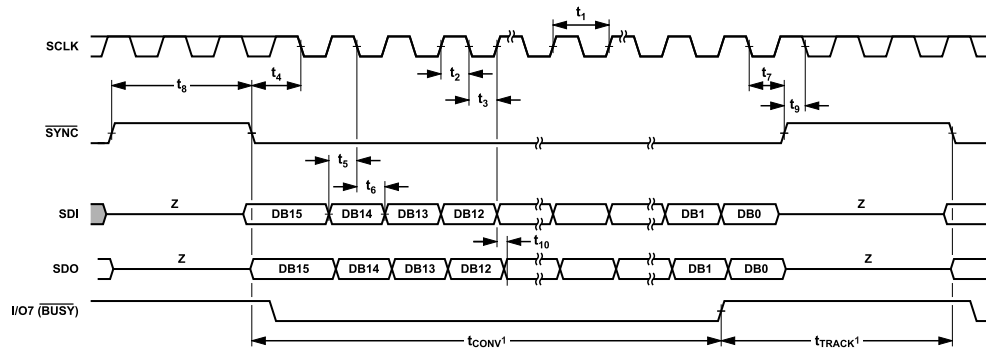 t1
SCLK
t2
t8
t4
t3
t7
t9
SYNC
t5
t6
SDI
Z
DB15
DB14
DB13
DB12
DB1
DB0
Z
t10
SDO
Z
DB15
DB14
DB13
DB12
DB1
DB0
Z
I/O7 (BUSY)
tCONV1
tTRACK1